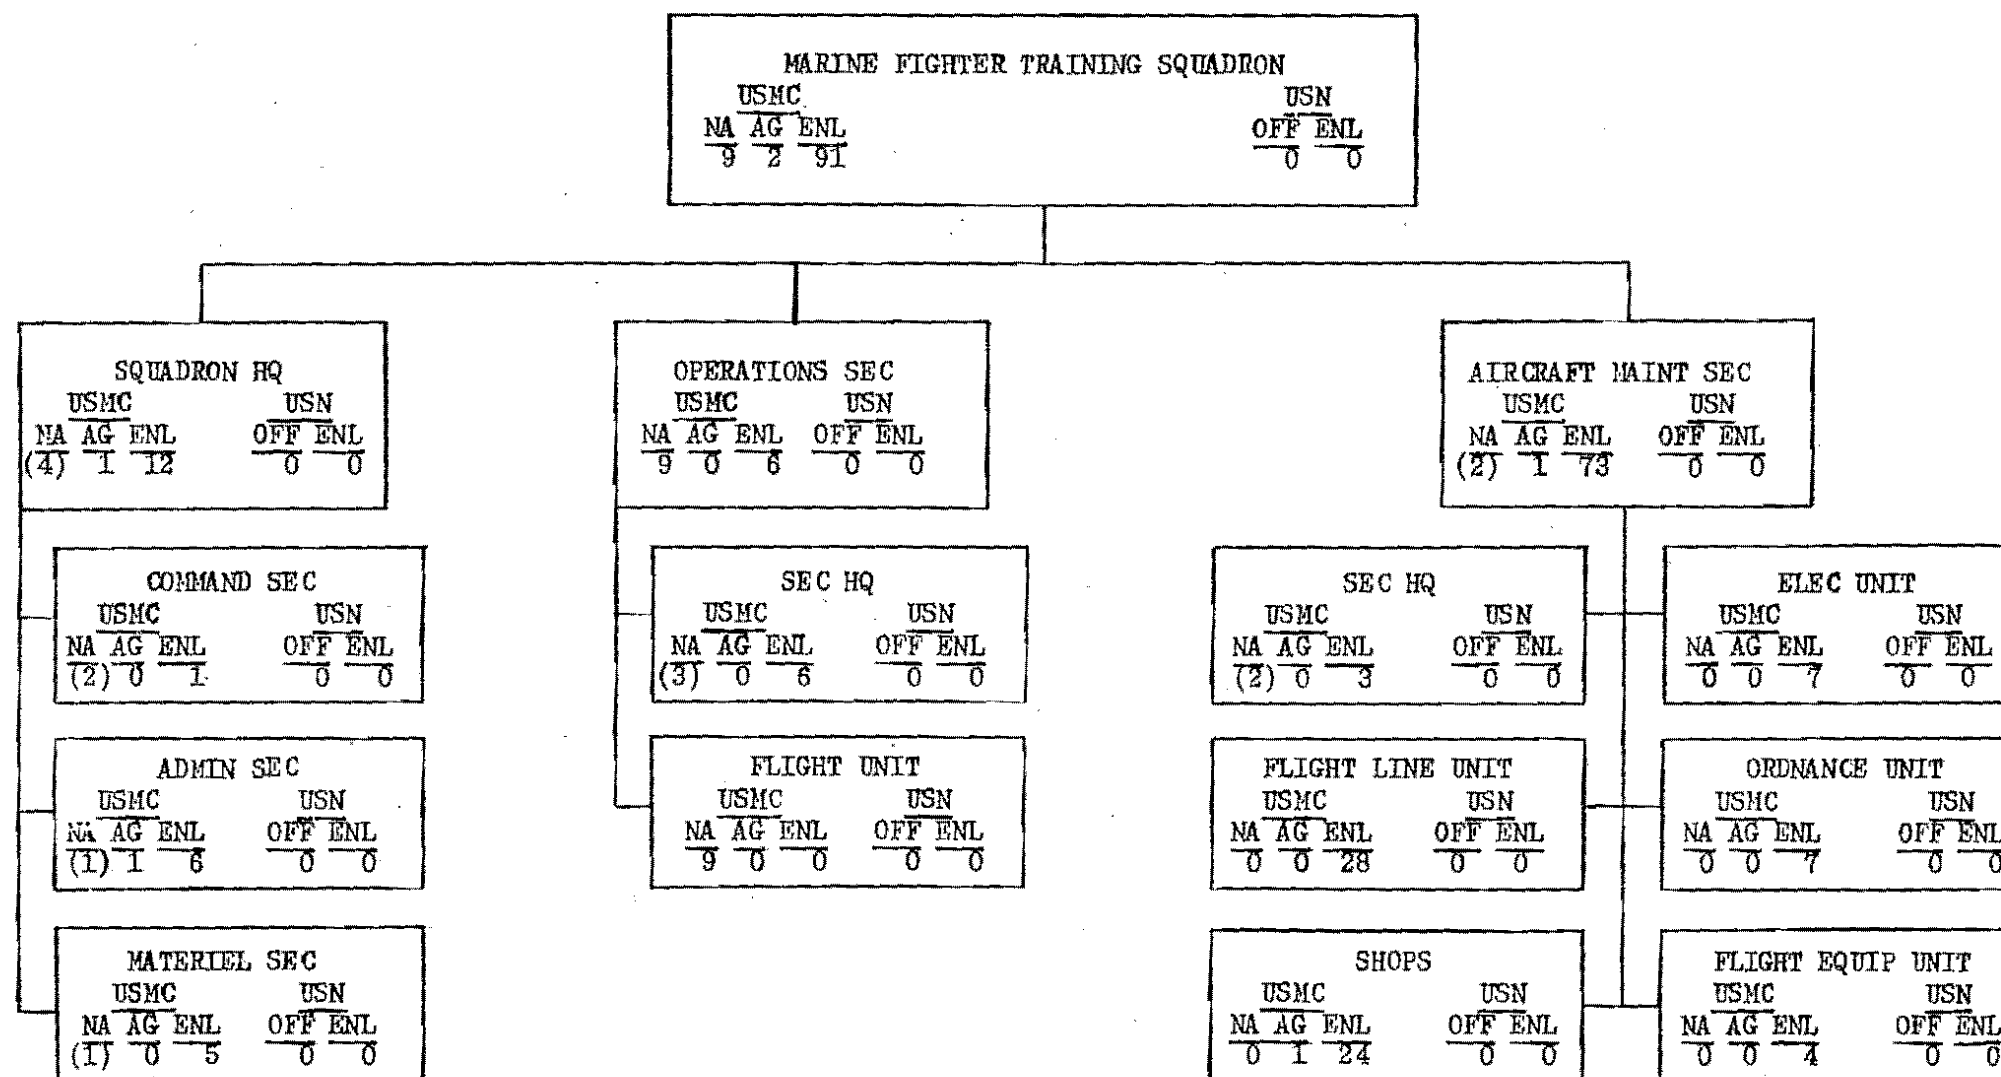 MARINE FIGHTER TRAINING SQUADRON
USMC USN
NA AG ENL OFF ENL
9 2 91 0 0
SQUADRON HQ
USMC USN
NA AG ENL OFF ENL
(4) 1 12 0 0
OPERATIONS SEC
USMC USN
NA AG ENL OFF ENL
9 0 6 0 0
AIRCRAFT MAINT SEC
USMC USN
NA AG ENL OFF ENL
(2) 1 73 0 0
COMMAND SEC
USMC USN
NA AG ENL OFF ENL
(2) 0 1 0 0
ADMIN SEC
USMC USN
NA AG ENL OFF ENL
(1) 1 6 0 0
MATERIEL SEC
USMC USN
NA AG ENL OFF ENL
(1) 0 5 0 0
SEC HQ
USMC USN
NA AG ENL OFF ENL
(3) 0 6 0 0
FLIGHT UNIT
USMC USN
NA AG ENL OFF ENL
9 0 0 0 0
SEC HQ
USMC USN
NA AG ENL OFF ENL
(2) 0 3 0 0
FLIGHT LINE UNIT
USMC USN
NA AG ENL OFF ENL
0 0 28 0 0
SHOPS
USMC USN
NA AG ENL OFF ENL
0 1 24 0 0
ELEC UNIT
USMC USN
NA AG ENL OFF ENL
0 0 7 0 0
ORDNANCE UNIT
USMC USN
NA AG ENL OFF ENL
0 0 7 0 0
FLIGHT EQUIP UNIT
USMC USN
NA AG ENL OFF ENL
0 0 4 0 0